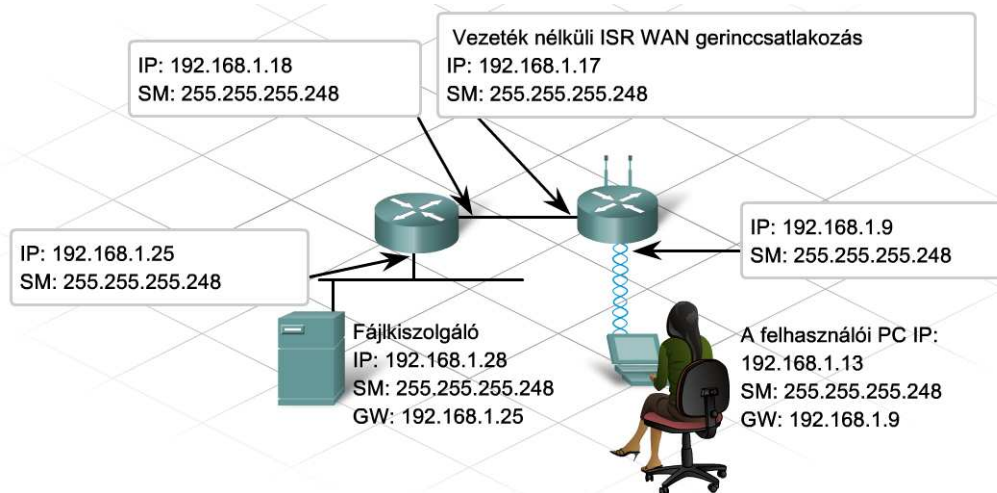 IP: 192.168.1.18
SM: 255.255.255.248
Vezeték nélküli ISR WAN gerinccsatlakozás
IP: 192.168.1.17
SM: 255.255.255.248
IP: 192.168.1.25
SM: 255.255.255.248
IP: 192.168.1.9
SM: 255.255.255.248
Fájlkiszolgáló
IP: 192.168.1.28
SM: 255.255.255.248
GW: 192.168.1.25
A felhasználói PC IP:
192.168.1.13
SM: 255.255.255.248
GW: 192.168.1.9